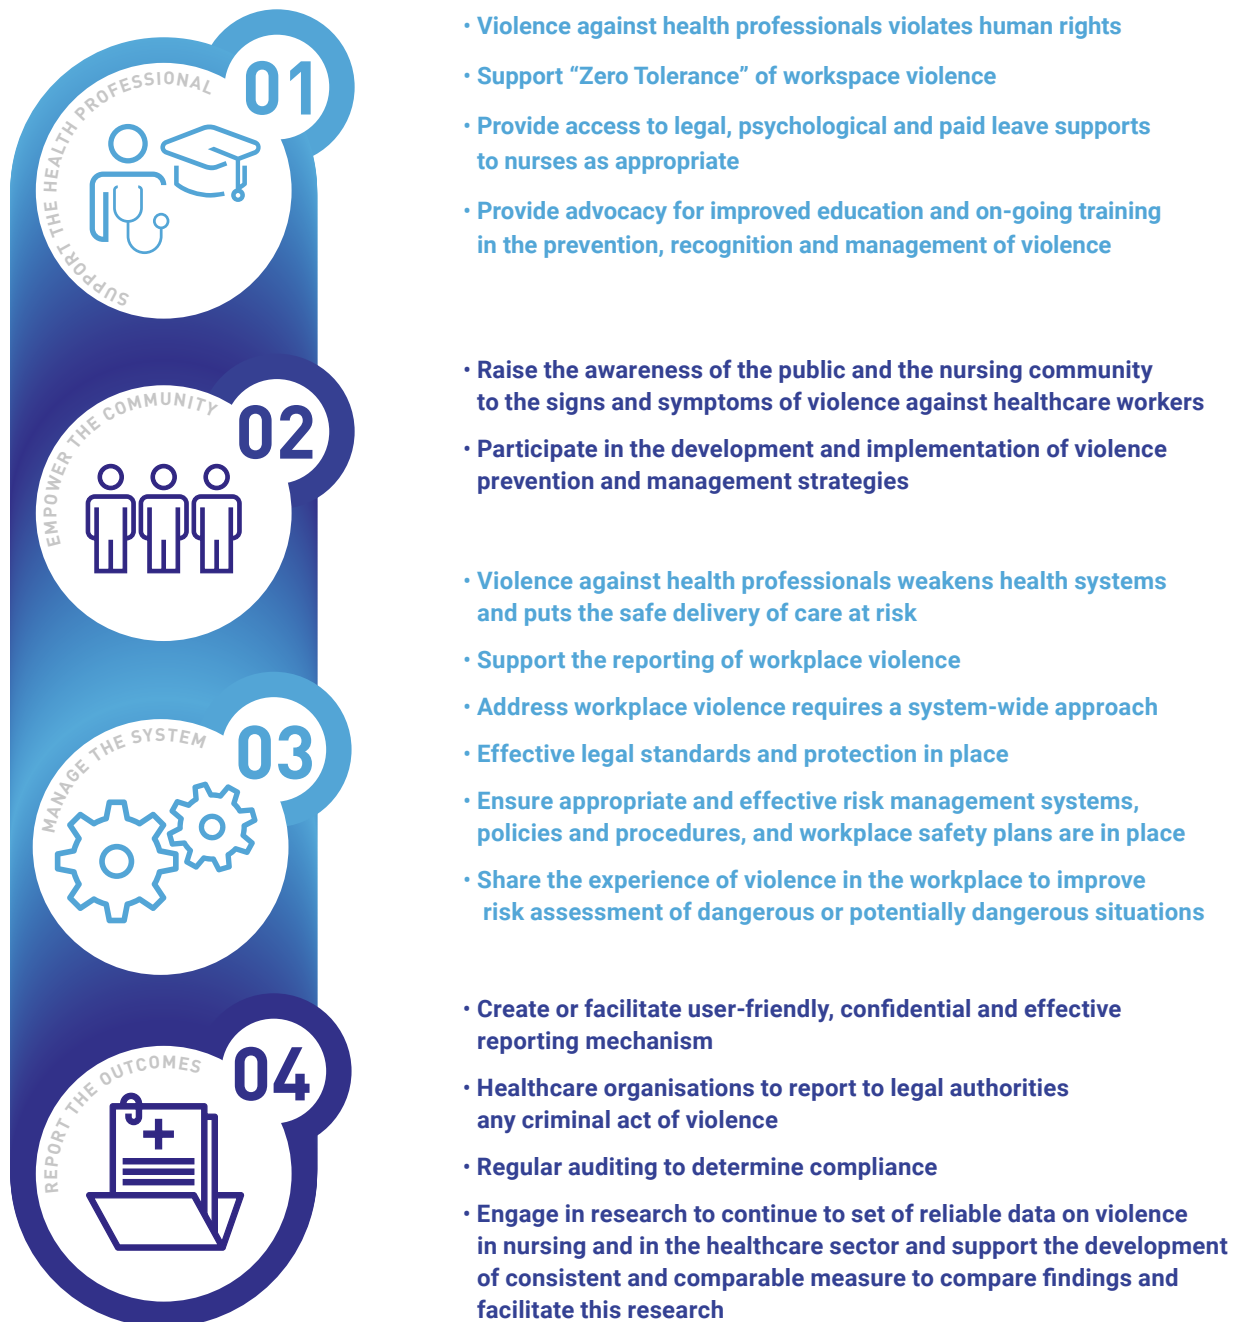 SUPPORT THE HEALTH PROFESSIONAL
01
· Violence against health professionals violates human rights
· Support “Zero Tolerance” of workspace violence
· Provide access to legal, psychological and paid leave supports
to nurses as appropriate
· Provide advocacy for improved education and on-going training
in the prevention, recognition and management of violence
EMPOWER THE COMMUNITY
02
· Raise the awareness of the public and the nursing community
to the signs and symptoms of violence against healthcare workers
· Participate in the development and implementation of violence
prevention and management strategies
MANAGE THE SYSTEM
03
· Violence against health professionals weakens health systems
and puts the safe delivery of care at risk
· Support the reporting of workplace violence
· Address workplace violence requires a system-wide approach
· Effective legal standards and protection in place
· Ensure appropriate and effective risk management systems,
policies and procedures, and workplace safety plans are in place
· Share the experience of violence in the workplace to improve
risk assessment of dangerous or potentially dangerous situations
REPORT THE OUTCOMES
04
· Create or facilitate user-friendly, confidential and effective
reporting mechanism
· Healthcare organisations to report to legal authorities
any criminal act of violence
· Regular auditing to determine compliance
· Engage in research to continue to set of reliable data on violence
in nursing and in the healthcare sector and support the development
of consistent and comparable measure to compare findings and
facilitate this research